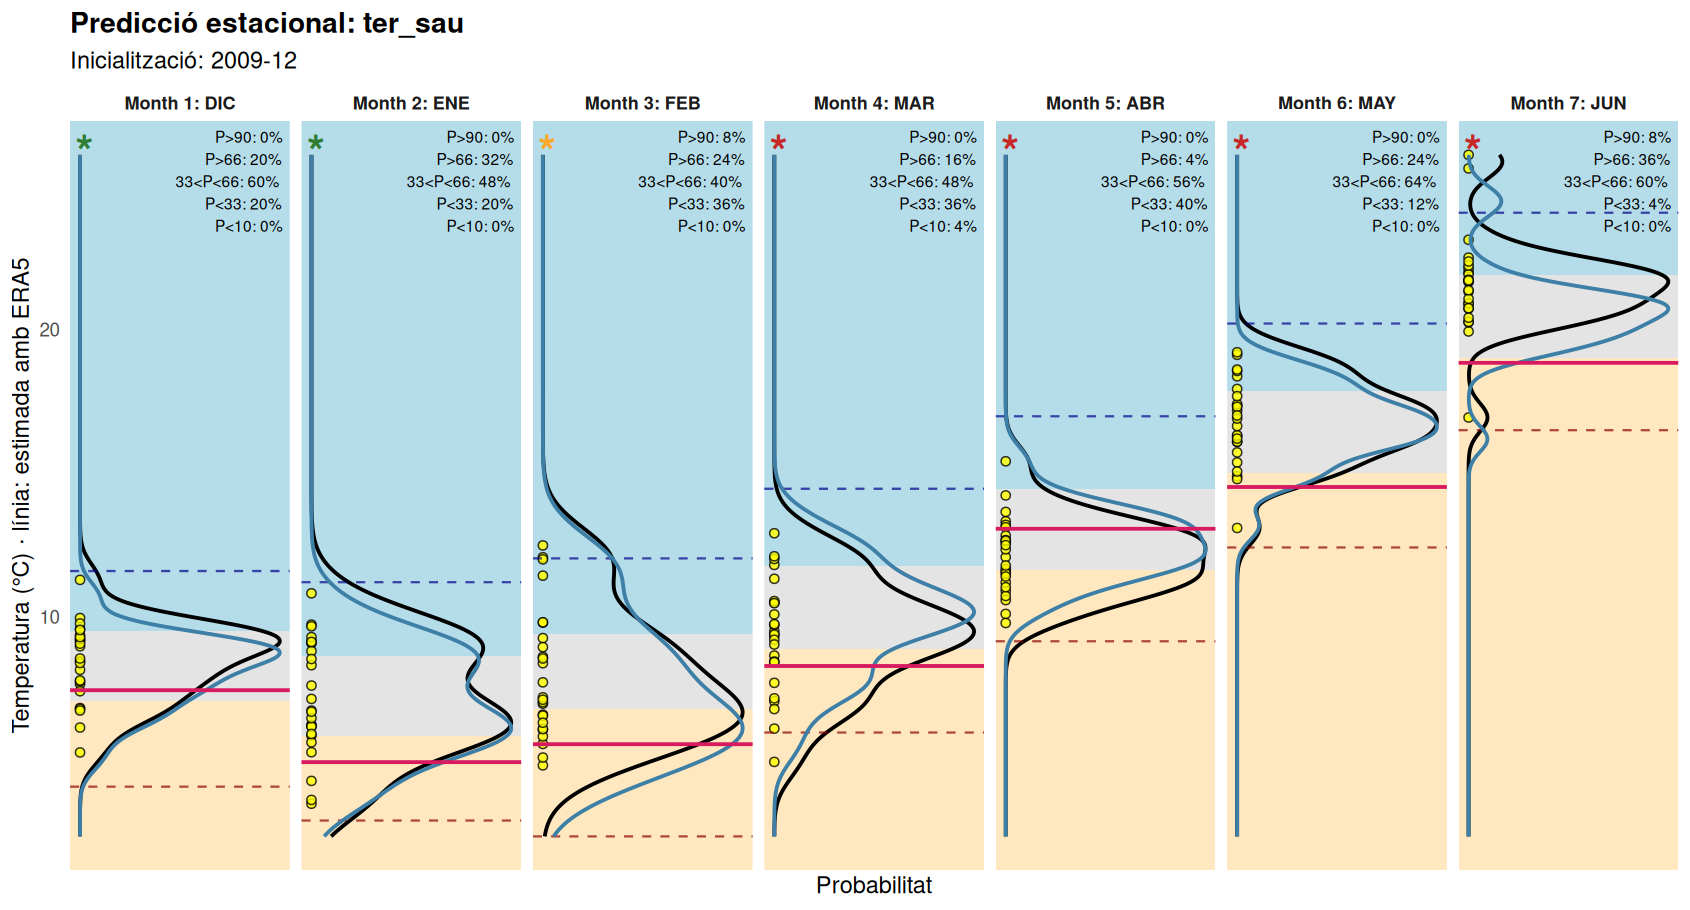 Predicció estacional: ter_sau
Inicialització: 2009-12
Month 1: DIC
Month 2: ENE
Month 3: FEB
Month 4: MAR
Month 5: ABR
Month 6: MAY
Month 7: JUN
P>90: 0%
P>66: 20%
33<P<66: 60%
P<33: 20%
P<10: 0%
P>90: 0%
P>66: 32%
33<P<66: 48%
P<33: 20%
P<10: 0%
P>90: 8%
P>66: 24%
33<P<66: 40%
P<33: 36%
P<10: 0%
P>90: 0%
P>66: 16%
33<P<66: 48%
P<33: 36%
P<10: 4%
P>90: 0%
P>66: 4%
33<P<66: 56%
P<33: 40%
P<10: 0%
P>90: 0%
P>66: 24%
33<P<66: 64%
P<33: 12%
P<10: 0%
P>90: 8%
P>66: 36%
33<P<66: 60%
P<33: 4%
P<10: 0%
Temperatura (°C) · línia: estimada amb ERA5
20
10
Probabilitat